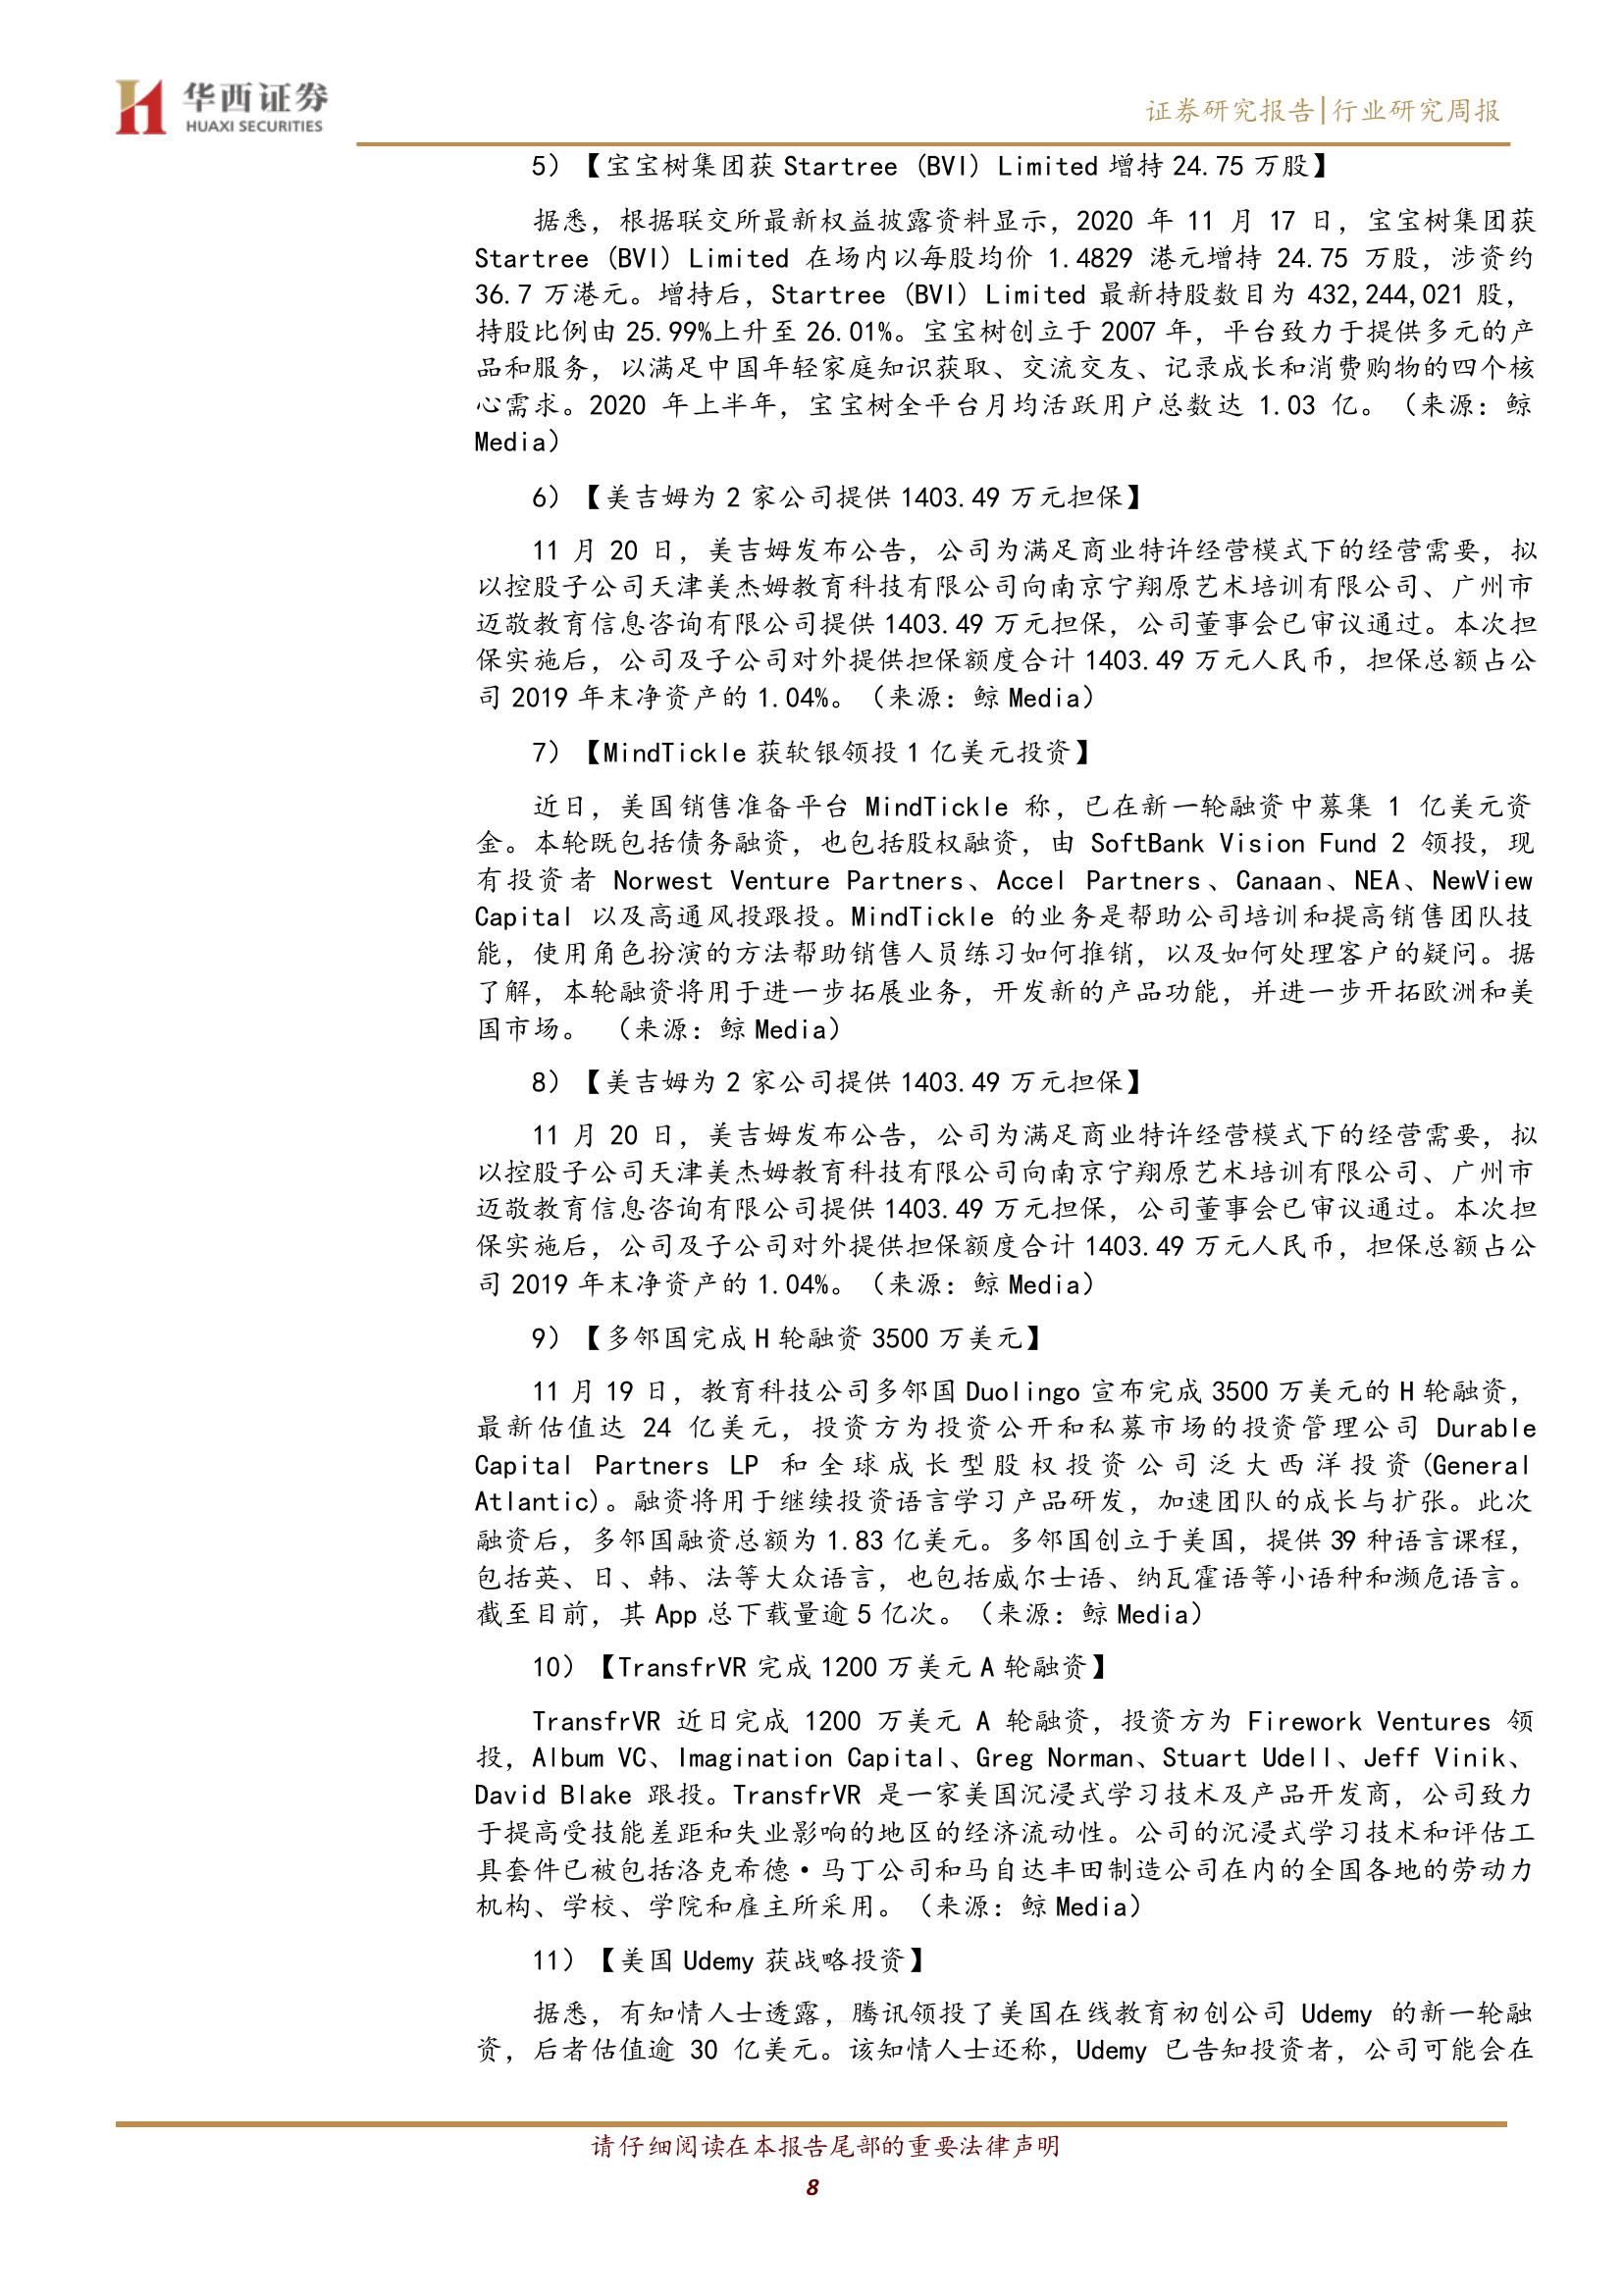 华西证券
HUAXI SECURITIES
证券研究报告|行业研究周报
5）【宝宝树集团获 Startree (BVI) Limited 增持 24.75 万股】
据悉，根据联交所最新权益披露资料显示，2020 年 11 月 17 日，宝宝树集团获
Startree (BVI) Limited 在场内以每股均价 1.4829 港元增持 24.75 万股，涉资约
36.7 万港元。增持后，Startree (BVI) Limited 最新持股数目为 432,244,021 股，
持股比例由 25.99%上升至 26.01%。宝宝树创立于 2007 年，平台致力于提供多元的产
品和服务，以满足中国年轻家庭知识获取、交流交友、记录成长和消费购物的四个核
心需求。2020 年上半年，宝宝树全平台月均活跃用户总数达 1.03 亿。（来源：鲸
Media）
6）【美吉姆为 2 家公司提供 1403.49 万元担保】
11 月 20 日，美吉姆发布公告，公司为满足商业特许经营模式下的经营需要，拟
以控股子公司天津美杰姆教育科技有限公司向南京宁翔原艺术培训有限公司、广州市
迈敬教育信息咨询有限公司提供 1403.49 万元担保，公司董事会已审议通过。本次担
保实施后，公司及子公司对外提供担保额度合计 1403.49 万元人民币，担保总额占公
司 2019 年末净资产的 1.04%。（来源：鲸 Media）
7）【MindTickle 获软银领投 1 亿美元投资】
近日，美国销售准备平台 MindTickle 称，已在新一轮融资中募集 1 亿美元资
金。本轮既包括债务融资，也包括股权融资，由 SoftBank Vision Fund 2 领投，现
有投资者 Norwest Venture Partners、Accel Partners、Canaan、NEA、NewView
Capital 以及高通风投跟投。MindTickle 的业务是帮助公司培训和提高销售团队技
能，使用角色扮演的方法帮助销售人员练习如何推销，以及如何处理客户的疑问。据
了解，本轮融资将用于进一步拓展业务，开发新的产品功能，并进一步开拓欧洲和美
国市场。 （来源：鲸 Media）
8）【美吉姆为 2 家公司提供 1403.49 万元担保】
11 月 20 日，美吉姆发布公告，公司为满足商业特许经营模式下的经营需要，拟
以控股子公司天津美杰姆教育科技有限公司向南京宁翔原艺术培训有限公司、广州市
迈敬教育信息咨询有限公司提供 1403.49 万元担保，公司董事会已审议通过。本次担
保实施后，公司及子公司对外提供担保额度合计 1403.49 万元人民币，担保总额占公
司 2019 年末净资产的 1.04%。（来源：鲸 Media）
9）【多邻国完成 H 轮融资 3500 万美元】
11 月 19 日，教育科技公司多邻国 Duolingo 宣布完成 3500 万美元的 H 轮融资，
最新估值达 24 亿美元，投资方为投资公开和私募市场的投资管理公司 Durable
Capital Partners LP 和全球成长型股权投资公司泛大西洋投资(General
Atlantic)。融资将用于继续投资语言学习产品研发，加速团队的成长与扩张。此次
融资后，多邻国融资总额为 1.83 亿美元。多邻国创立于美国，提供 39 种语言课程，
包括英、日、韩、法等大众语言，也包括威尔士语、纳瓦霍语等小语种和濒危语言。
截至目前，其 App 总下载量逾 5 亿次。（来源：鲸 Media）
10）【TransfrVR 完成 1200 万美元 A 轮融资】
TransfrVR 近日完成 1200 万美元 A 轮融资，投资方为 Firework Ventures 领
投，Album VC、Imagination Capital、Greg Norman、Stuart Udell、Jeff Vinik、
David Blake 跟投。TransfrVR 是一家美国沉浸式学习技术及产品开发商，公司致力
于提高受技能差距和失业影响的地区的经济流动性。公司的沉浸式学习技术和评估工
具套件已被包括洛克希德•马丁公司和马自达丰田制造公司在内的全国各地的劳动力
机构、学校、学院和雇主所采用。（来源：鲸 Media）
11）【美国 Udemy 获战略投资】
据悉，有知情人士透露，腾讯领投了美国在线教育初创公司 Udemy 的新一轮融
资，后者估值逾 30 亿美元。该知情人士还称，Udemy 已告知投资者，公司可能会在
请仔细阅读在本报告尾部的重要法律声明
8